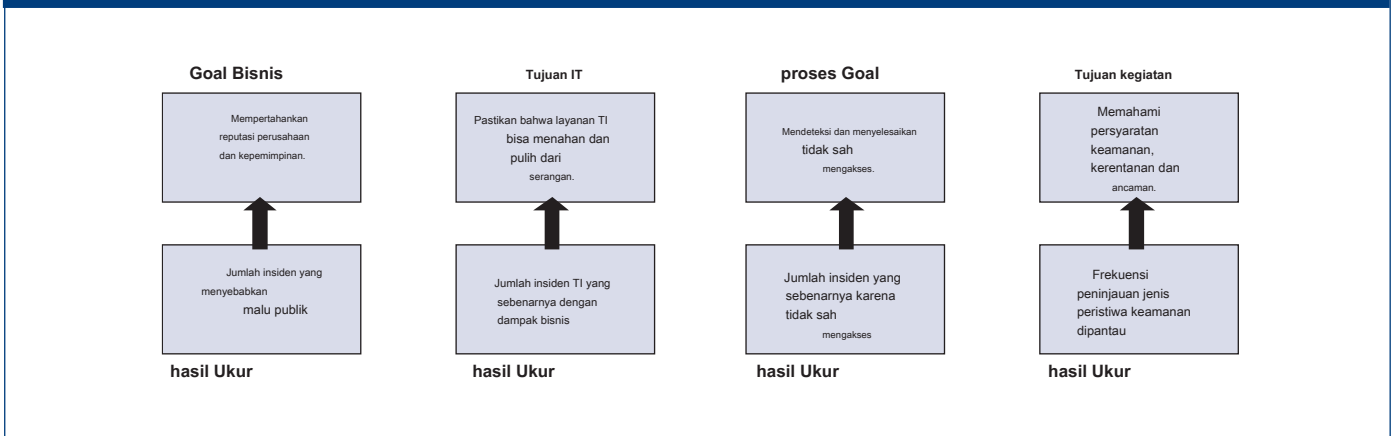 Goal Bisnis
Mempertahankan
reputasi perusahaan
dan kepemimpinan.
Jumlah insiden yang
menyebabkan
malu publik
hasil Ukur
Tujuan IT
Pastikan bahwa layanan TI
bisa menahan dan
pulih dari
serangan.
Jumlah insiden TI yang
sebenarnya dengan
dampak bisnis
hasil Ukur
proses Goal
Mendeteksi dan menyelesaikan
tidak sah
mengakses.
Jumlah insiden yang
sebenarnya karena
tidak sah
mengakses
hasil Ukur
Tujuan kegiatan
Memahami
persyaratan
keamanan,
kerentanan dan
ancaman.
Frekuensi
peninjauan jenis
peristiwa keamanan
dipantau
hasil Ukur